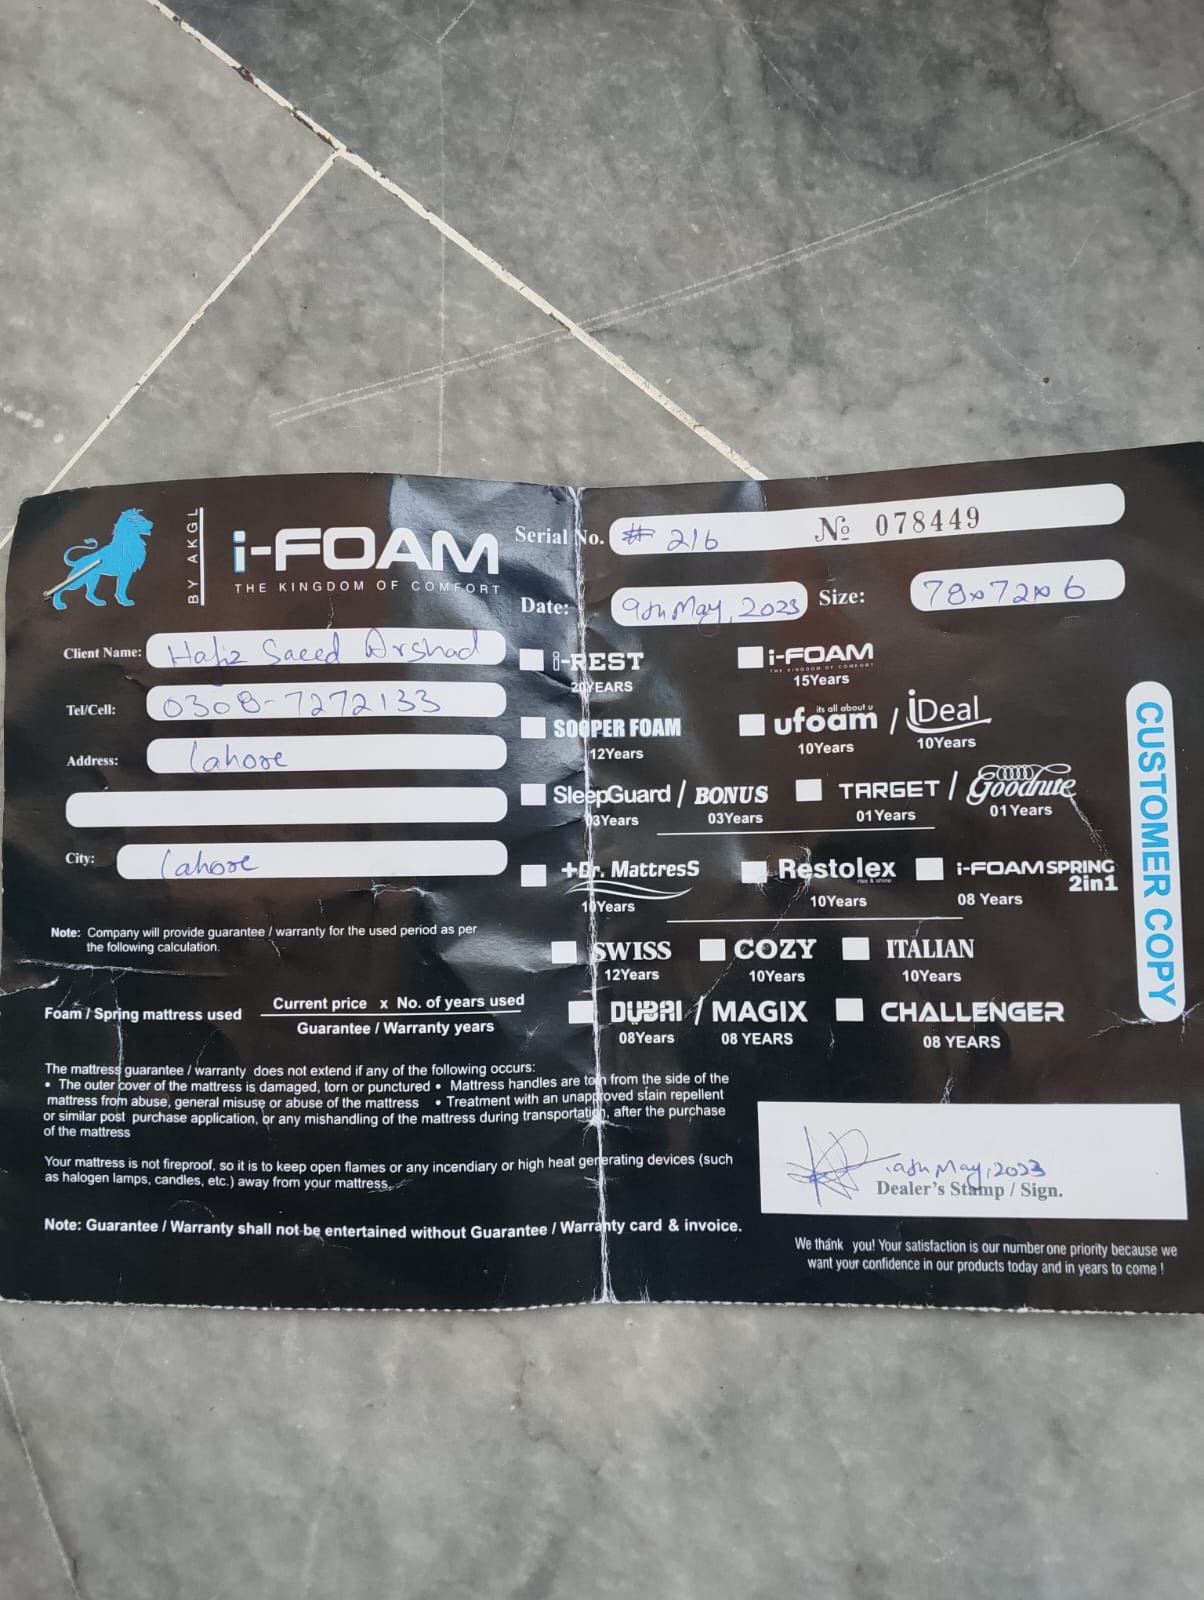 BY AKGL
i-FOAM
THE KINGDOM OF COMFORT
Serial No. # 216 № 078449
Date: 9th May, 2023 Size: 78x72x6
Client Name: Hafiz Saeed Arshad
Tel/Cell: 0308-7272133
Address: Lahore
City: Lahore
i-REST
20YEARS
i-FOAM
THE KINGDOM OF COMFORT
15Years
SOOPER FOAM
12Years
its all about u
ufoam / iDeal
10Years 10Years
SleepGuard / BONUS
03Years 03Years
TARGET / Goodnite
01Years 01Years
+Dr. MattresS
10Years
Restolex
rise & shine
10Years
i-FOAM SPRING
2in1
08 Years
SWISS
12Years
COZY
10Years
ITALIAN
10Years
DUBAI / MAGIX
08Years 08 YEARS
CHALLENGER
08 YEARS
CUSTOMER COPY
Note: Company will provide guarantee / warranty for the used period as per
the following calculation.
Foam / Spring mattress used
Current price x No. of years used
Guarantee / Warranty years
The mattress guarantee / warranty does not extend if any of the following occurs:
• The outer cover of the mattress is damaged, torn or punctured • Mattress handles are torn from the side of the
mattress from abuse, general misuse or abuse of the mattress • Treatment with an unapproved stain repellent
or similar post purchase application, or any mishandling of the mattress during transportation, after the purchase
of the mattress
Your mattress is not fireproof, so it is to keep open flames or any incendiary or high heat generating devices (such
as halogen lamps, candles, etc.) away from your mattress.
Note: Guarantee / Warranty shall not be entertained without Guarantee / Warranty card & invoice.
9th May, 2023
Dealer's Stamp / Sign.
We thank you! Your satisfaction is our number one priority because we
want your confidence in our products today and in years to come !